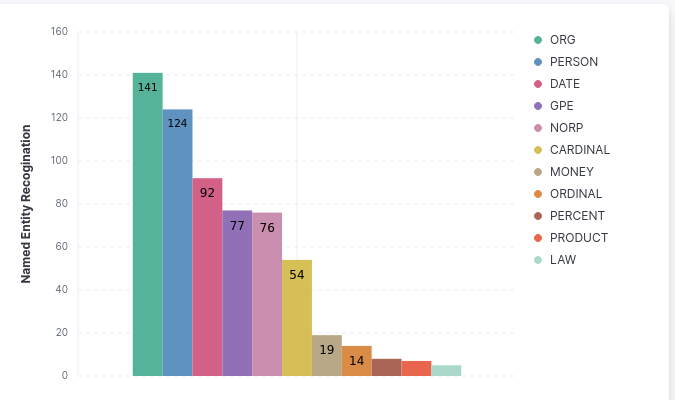 Named Entity Recogination
160
140
120
100
80
60
40
20
0
141
124
92
77
76
54
19
14
ORG
PERSON
DATE
GPE
NORP
CARDINAL
MONEY
ORDINAL
PERCENT
PRODUCT
LAW